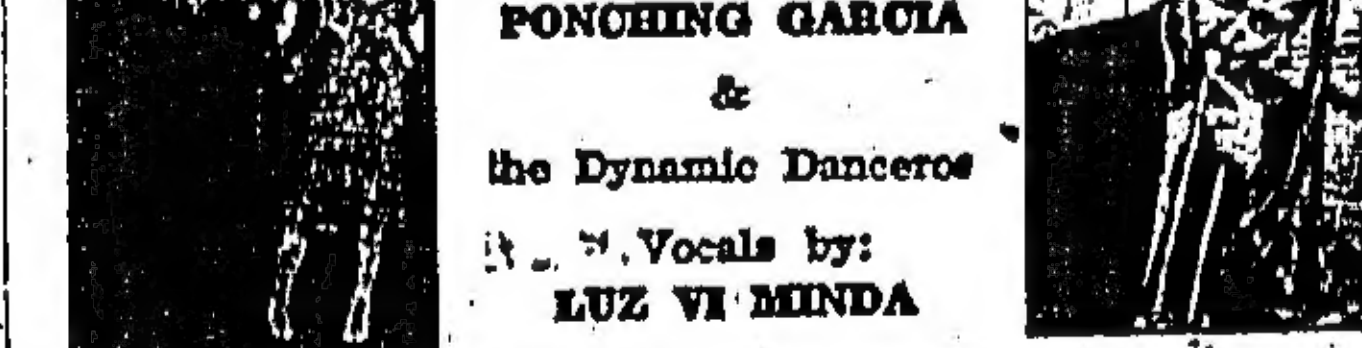 PONCHING GARCIA
&
the Dynamic Danceros
Vocals by:
LUZ VI MINDA